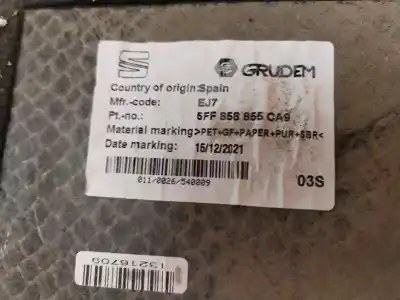 GRUDEM
Country of origin:Spain
Mfr.-code: EJ7
Pt.-no.: 5FF 858 855 CA9
Material marking >PET+GF+PAPER+PUR+SBR<
Date marking: 15/12/2021
011/0026/540009
03S
13216709